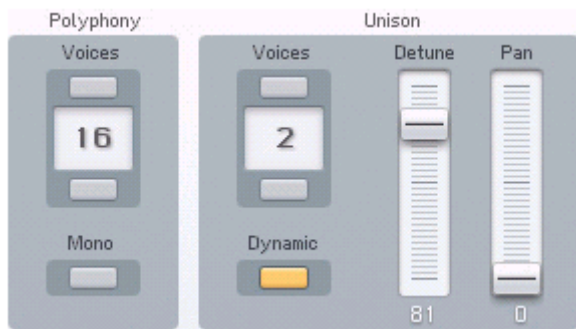 Polyphony
Unison
Voices
Voices
Detune
Pan
16
2
Mono
Dynamic
81
0